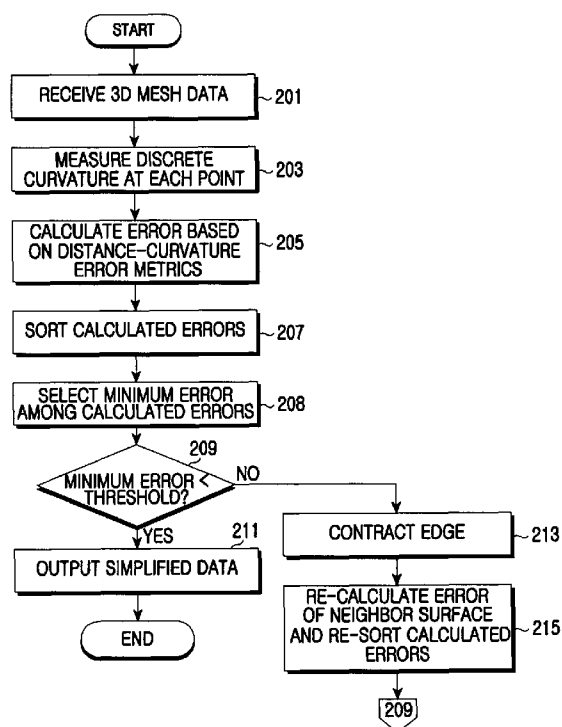 START
RECEIVE 3D MESH DATA
201
MEASURE DISCRETE
CURVATURE AT EACH POINT
203
CALCULATE ERROR BASED
ON DISTANCE-CURVATURE
ERROR METRICS
205
SORT CALCULATED ERRORS
207
SELECT MINIMUM ERROR
AMONG CALCULATED ERRORS
208
209
MINIMUM ERROR <
THRESHOLD?
NO
YES
211
OUTPUT SIMPLIFIED DATA
END
CONTRACT EDGE
213
RE-CALCULATE ERROR
OF NEIGHBOR SURFACE
AND RE-SORT CALCULATED
ERRORS
215
209